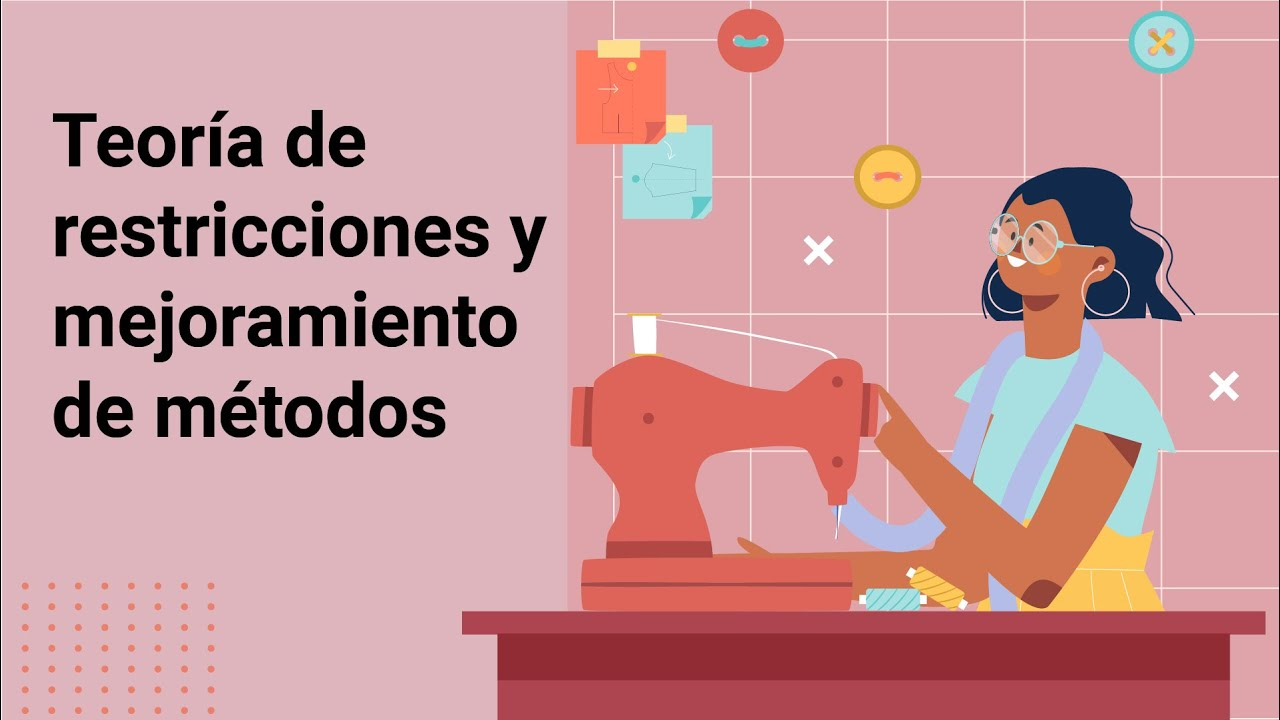 Teoría de
restricciones y
mejoramiento
de métodos